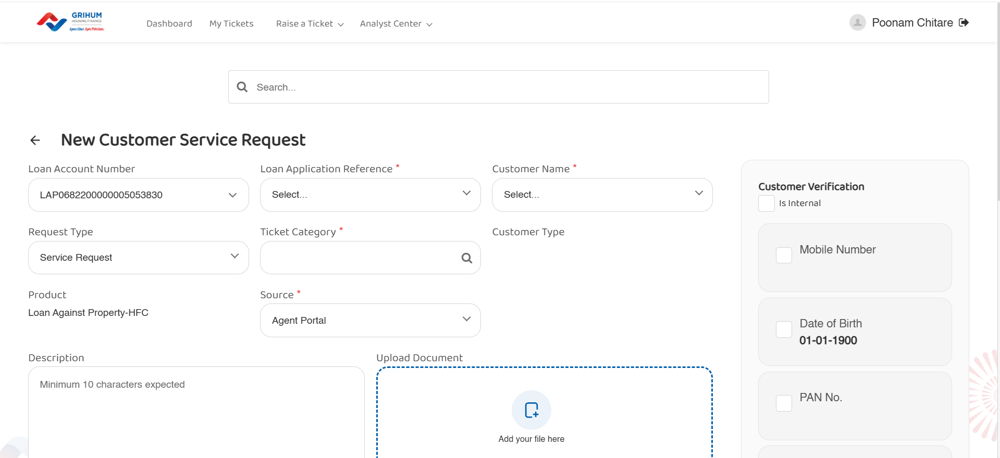 GRIHUM
HOUSING FINANCE
Apna Ghar. Apni Pehchan.
Dashboard
My Tickets
Raise a Ticket
Analyst Center
Poonam Chitare
Search...
New Customer Service Request
Loan Account Number
Loan Application Reference *
Customer Name *
LAP0682200000005053830
Select...
Select...
Request Type
Ticket Category *
Customer Type
Service Request
Product
Source *
Loan Against Property-HFC
Agent Portal
Description
Upload Document
Minimum 10 characters expected
Add your file here
Customer Verification
Is Internal
Mobile Number
Date of Birth
01-01-1900
PAN No.